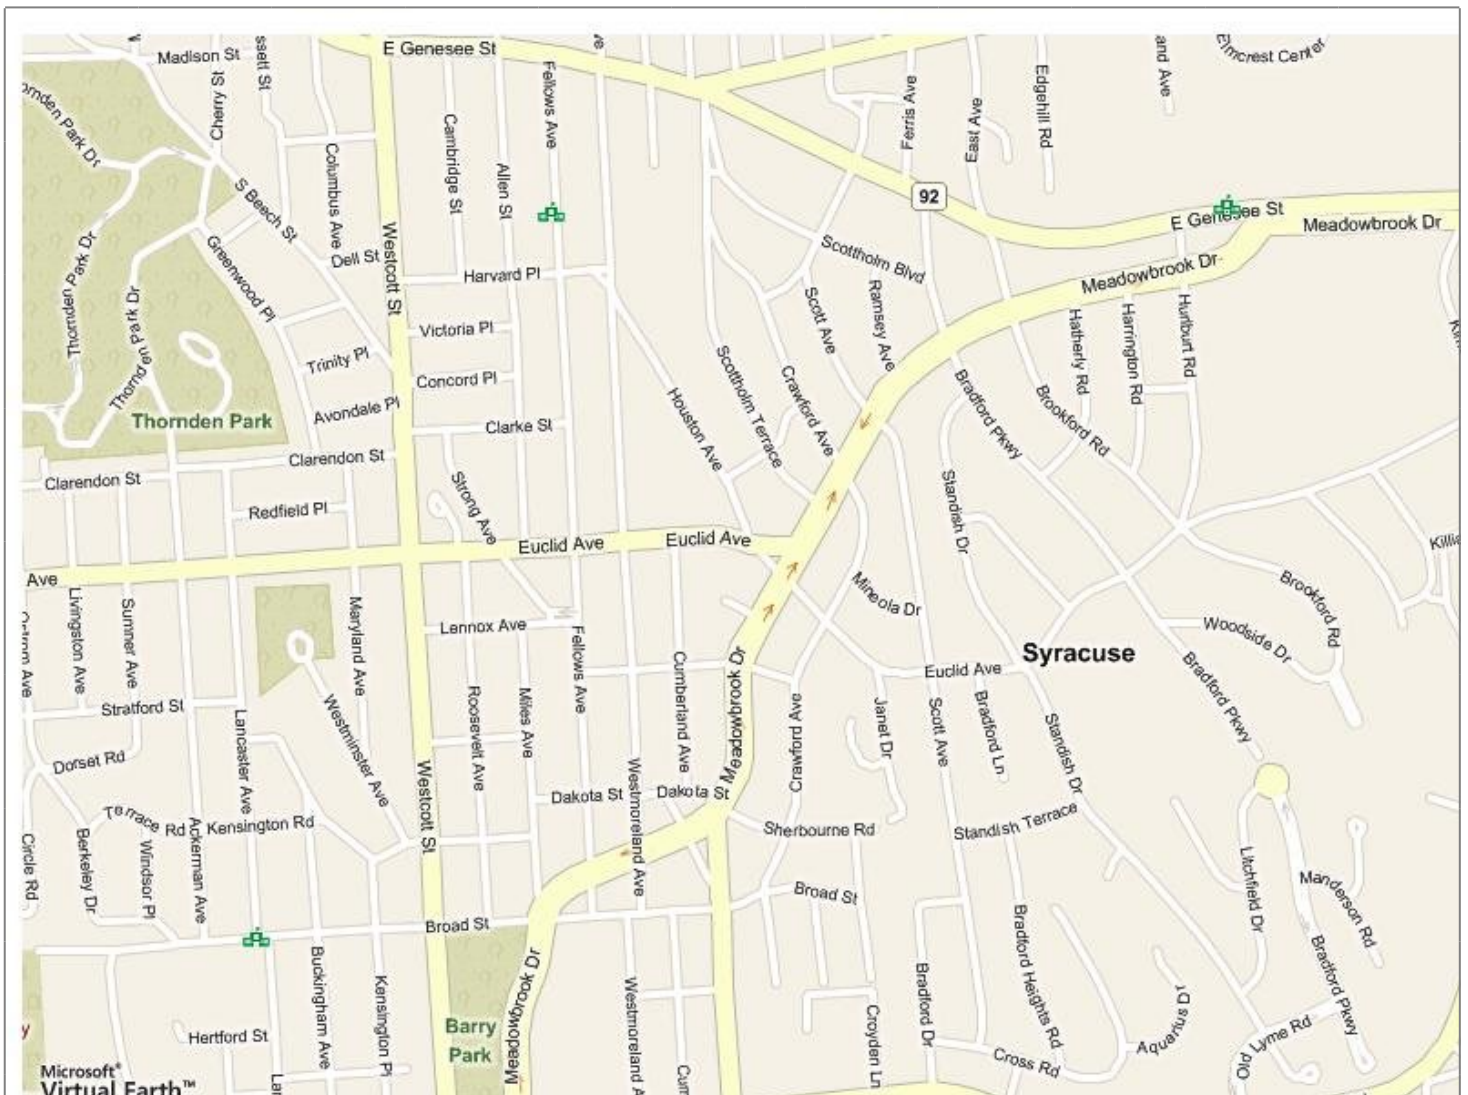 Madison St
E Genesee St
Elmcrest Center
Cherry St
Fellows Ave
Edgehill Rd
Ferris Ave
East Ave
Cambridge St
Allen St
Columbus Ave
S Beech St
92
E Genesee St
Meadowbrook Dr
Thornden Park Dr
Thornden Park Dr
Greenwood Pl
Dell St
Westcott St
Harvard Pl
Scottholm Blvd
Meadowbrook Dr
Victoria Pl
Scott Ave
Ramsey Ave
Hatherly Rd
Harrington Rd
Hurlburt Rd
Trinity Pl
Concord Pl
Scottholm Terrace
Crawford Ave
Houston Ave
Bradford Pkwy
Brookford Rd
Avondale Pl
Thornden Park
Clarke St
Clarendon St
Clarendon St
Redfield Pl
Strong Ave
Standish Dr
Euclid Ave
Euclid Ave
Ave
Livingston Ave
Sumner Ave
Maryland Ave
Mineola Dr
Brookford Rd
Lennox Ave
Woodside Dr
Syracuse
Fellows Ave
Cumberland Ave
Meadowbrook Dr
Euclid Ave
Bradford Pkwy
Stratford St
Lancaster Ave
Westminster Ave
Roosevelt Ave
Miles Ave
Crawford Ave
Janet Dr
Scott Ave
Bradford Ln
Standish Dr
Dorset Rd
Westcott St
Westmoreland Ave
Dakota St
Dakota St
Terrace Rd
Kensington Rd
Sherbourne Rd
Standish Terrace
Circle Rd
Berkeley Dr
Windsor Pl
Ackerman Ave
Litchfield Dr
Manderson Rd
Broad St
Broad St
Buckingham Ave
Kensington Pl
Meeopwbrook Dr
Westmoreland A
Croyden Ln
Bradford Dr
Bradford Heights Rd
Aquarius Dr
Bradford Pkwy
Barry
Park
Hertford St
Cross Rd
Old Lyme Rd
Microsoft®
Virtual Earth™